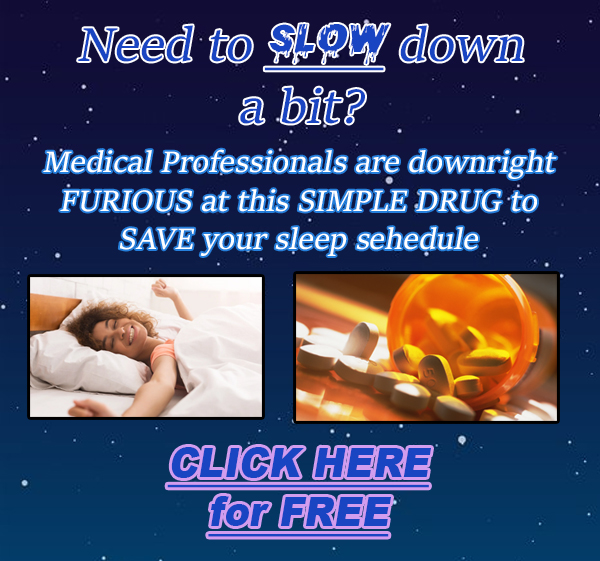 Need to SLOW down
a bit?
Medical Professionals are downright
FURIOUS at this SIMPLE DRUG to
SAVE your sleep sehedule
CLICK HERE
for FREE